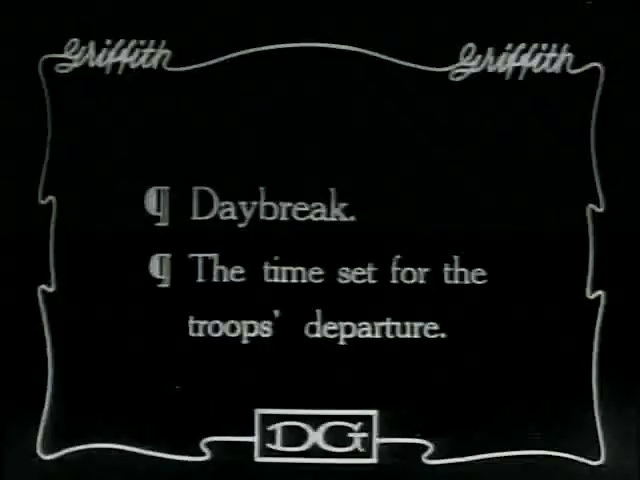 Griffith Griffith
¶ Daybreak.
¶ The time set for the
troops' departure.
DG